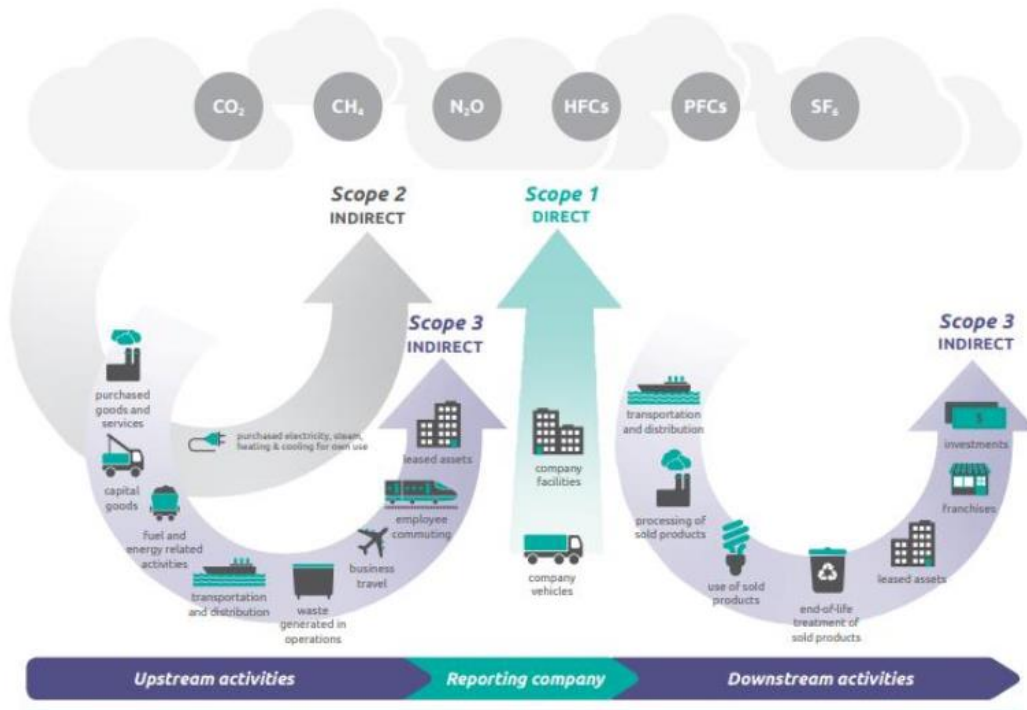 CO₂
CH₄
N₂O
HFCs
PFCs
SF₆
Scope 2
INDIRECT
Scope 1
DIRECT
Scope 3
INDIRECT
Scope 3
INDIRECT
purchased
goods and
services
capital
goods
fuel and
energy related
activities
purchased electricity, steam,
heating & cooling for own use
transportation
and distribution
waste
generated in
operations
business
travel
employee
commuting
leased assets
company
facilities
company
vehicles
transportation
and distribution
processing of
sold products
use of sold
products
end-of-life
treatment of
sold products
leased assets
franchises
$
investments
Upstream activities
Reporting company
Downstream activities